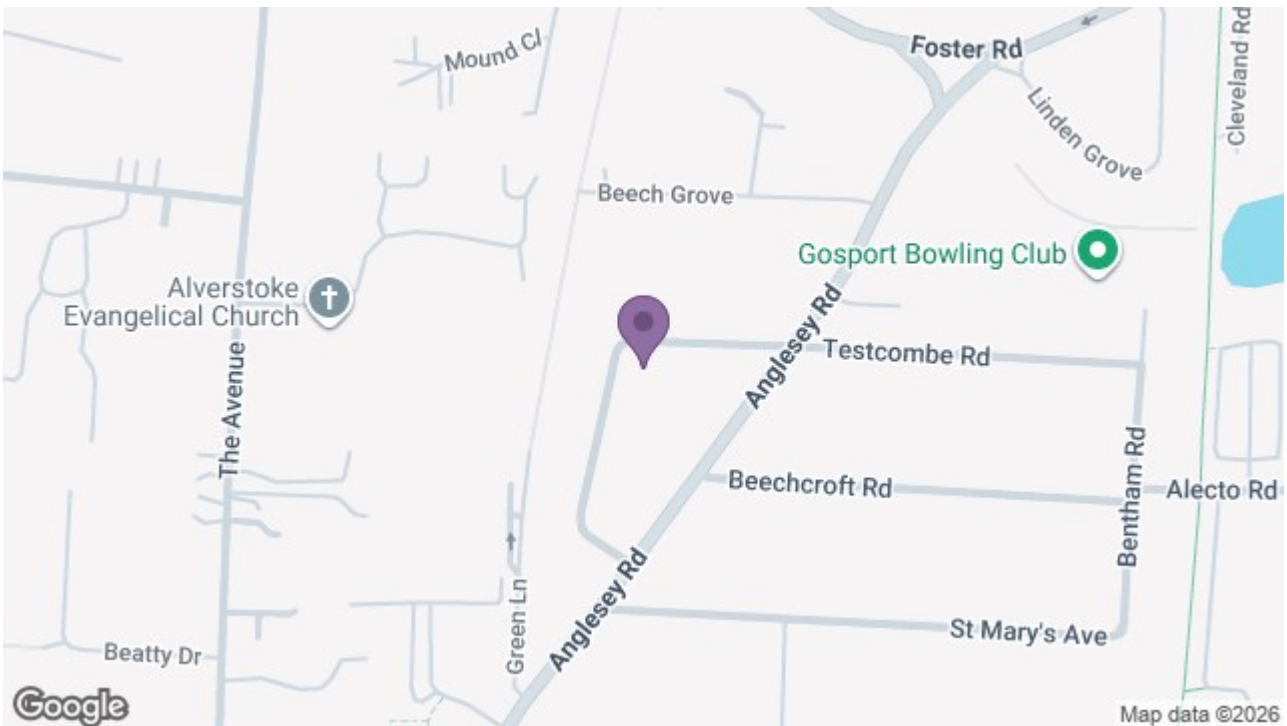 Mound Cl
Foster Rd
Cleveland Rd
Linden Grove
Beech Grove
Gosport Bowling Club
Alverstoke
Evangelical Church
Anglesey Rd
Testcombe Rd
The Avenue
Beechcroft Rd
Alecto Rd
Bentham Rd
Green Ln
Anglesey Rd
St Mary's Ave
Beatty Dr
Google
Map data ©2026